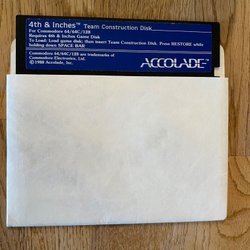 4th & Inches™ Team Construction Disk
For Commodore 64/64C/128
Requires 4th & Inches Game Disk
To Load: Load game disk; then insert Team Construction Disk. Press RESTORE while
holding down SPACE BAR
Commodore 64/64C/128 are trademarks of
Commodore Electronics, Ltd.
© 1988 Accolade, Inc.
ACCOLADE™